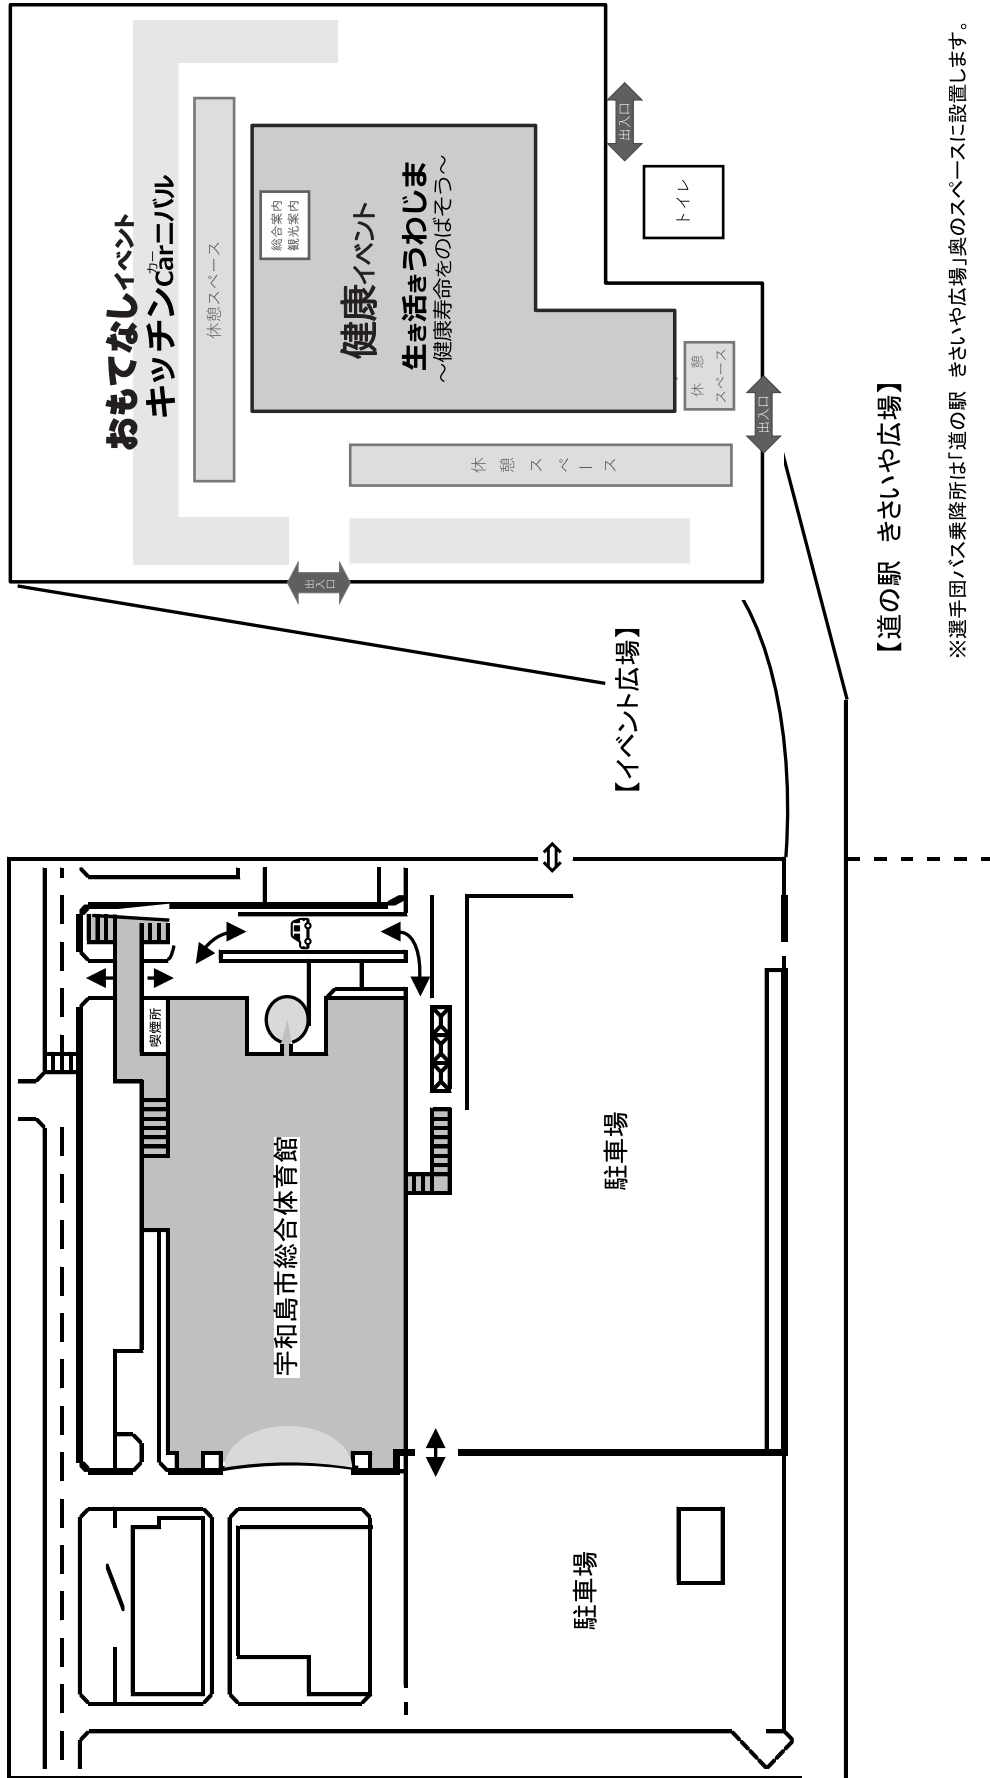 おもてなしイベント
カー
キッチンCarニバル
休憩スペース
総合案内
観光案内
健康イベント
生き活きうわじま
～健康寿命をのばそう～
休憩スペース
休憩
スペース
出入口
出入口
出入口
トイレ
【イベント広場】
【道の駅　きさいや広場】
※選手団バス乗降所は「道の駅　きさいや広場」奥のスペースに設置します。
喫煙所
宇和島市総合体育館
駐車場
駐車場